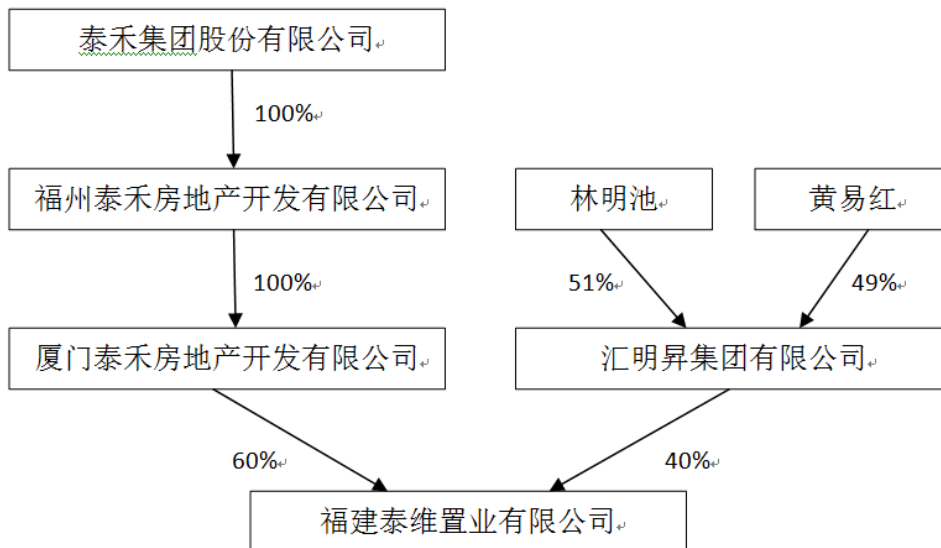 泰禾集团股份有限公司
100%
福州泰禾房地产开发有限公司
林明池
黄易红
100%
51%
49%
厦门泰禾房地产开发有限公司
汇明昇集团有限公司
60%
40%
福建泰维置业有限公司